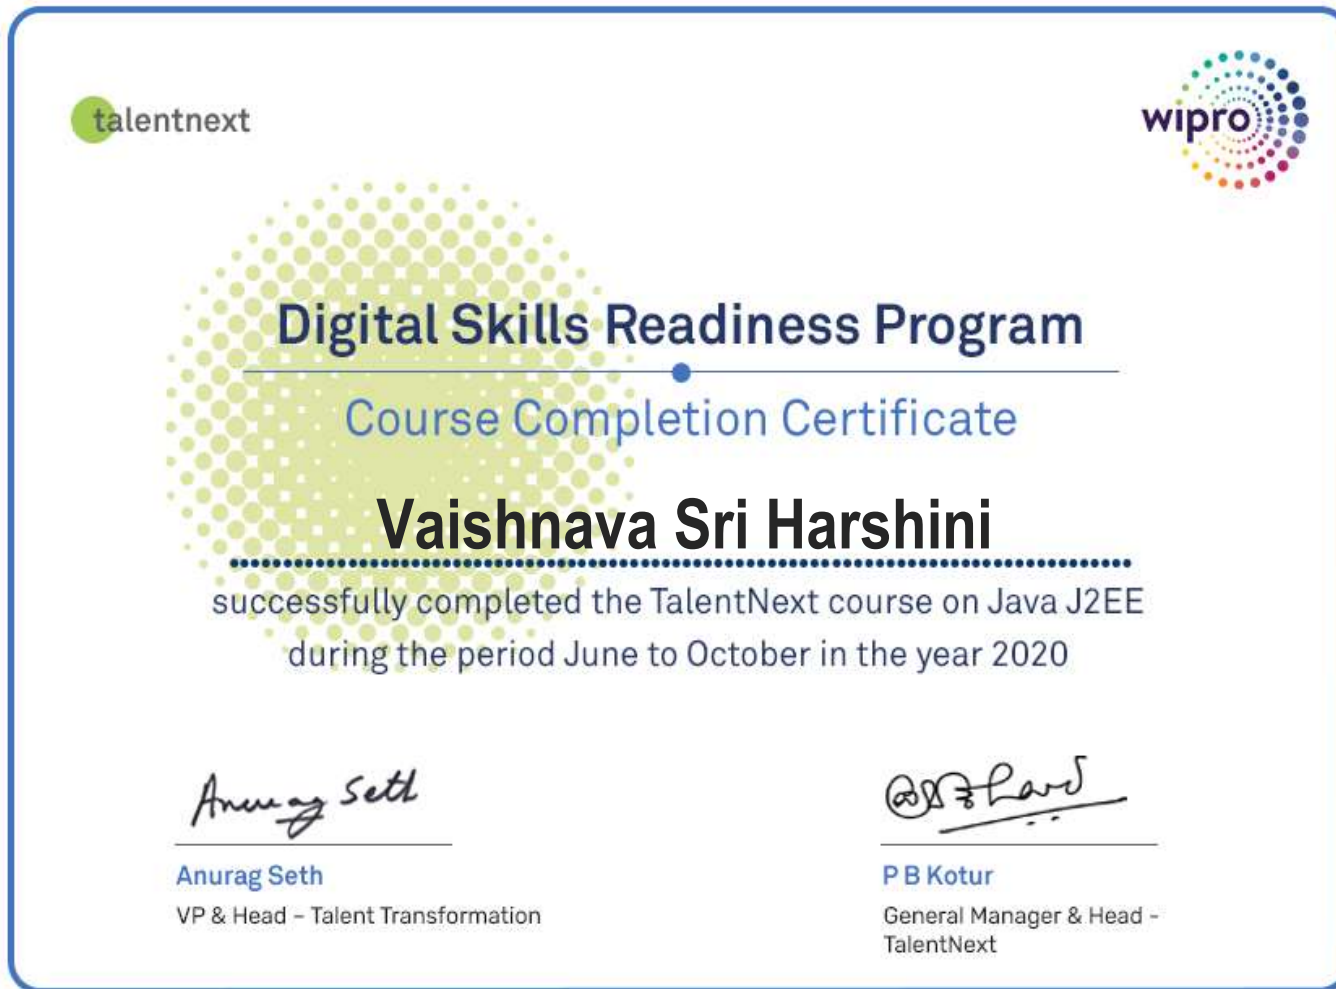 talentnext
wipro
Digital Skills Readiness Program
Course Completion Certificate
Vaishnava Sri Harshini
successfully completed the TalentNext course on Java J2EE
during the period June to October in the year 2020
Anurag Seth
Anurag Seth
VP & Head – Talent Transformation
P B Kotur
General Manager & Head -
TalentNext